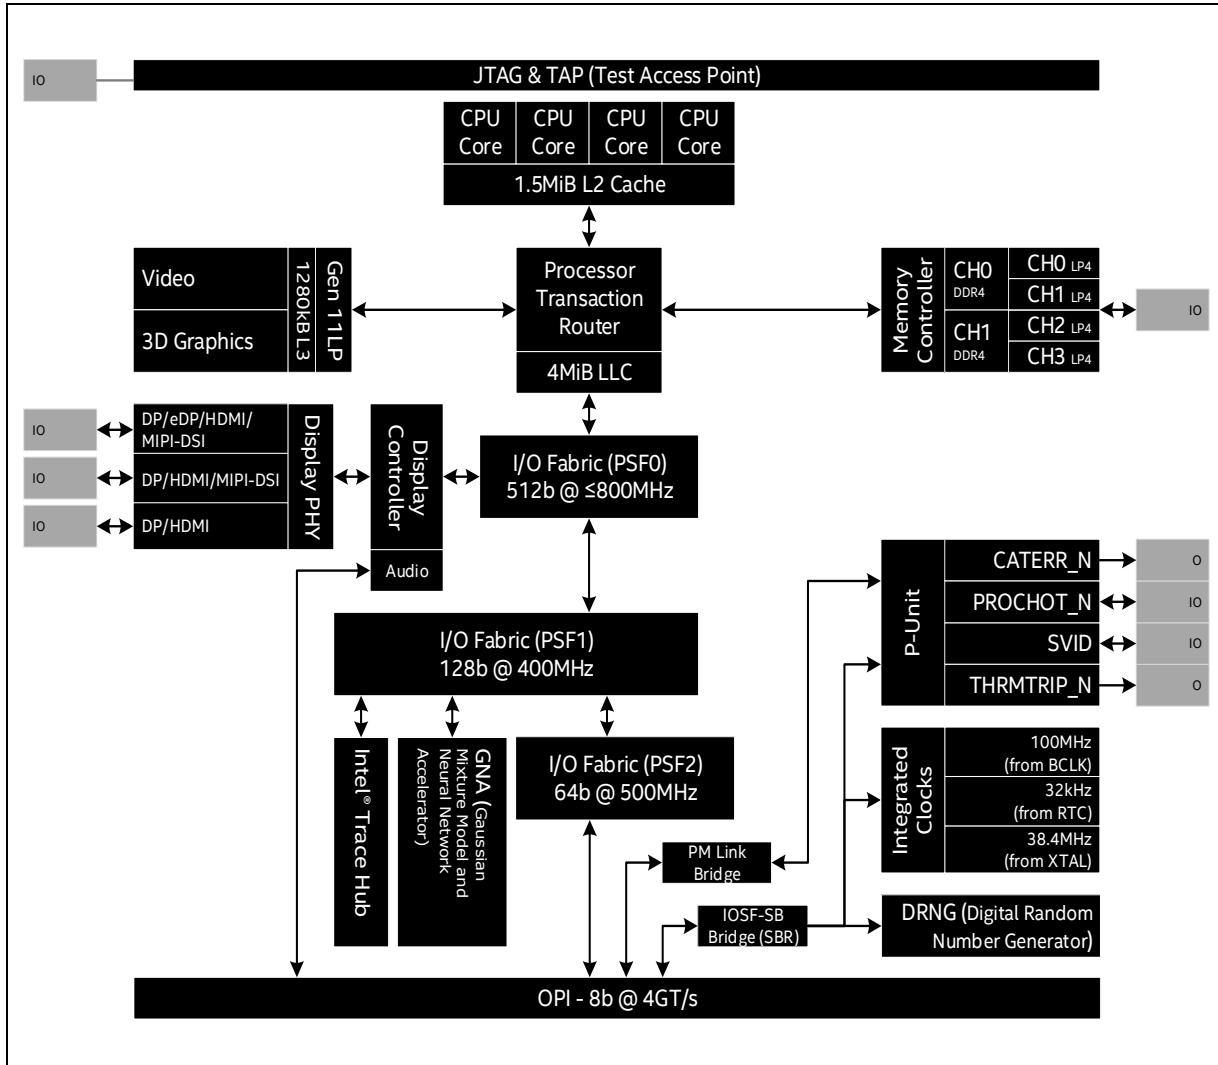 IO
JTAG & TAP (Test Access Point)
CPU Core
CPU Core
CPU Core
CPU Core
1.5MiB L2 Cache
Video
3D Graphics
1280kB L3
Gen 11LP
Processor
Transaction
Router
4MiB LLC
Memory
Controller
CH0
DDR4
CH1
DDR4
CH0 LP4
CH1 LP4
CH2 LP4
CH3 LP4
IO
IO
IO
IO
DP/eDP/HDMI/
MIPI-DSI
DP/HDMI/MIPI-DSI
DP/HDMI
Display PHY
Display
Controller
Audio
I/O Fabric (PSF0)
512b @ ≤800MHz
I/O Fabric (PSF1)
128b @ 400MHz
P-Unit
CATERR_N
PROCHOT_N
SVID
THRMTRIP_N
O
IO
IO
O
Intel® Trace Hub
GNA (Gaussian
Mixture Model and
Neural Network
Accelerator)
I/O Fabric (PSF2)
64b @ 500MHz
Integrated
Clocks
100MHz
(from BCLK)
32kHz
(from RTC)
38.4MHz
(from XTAL)
PM Link
Bridge
IOSF-SB
Bridge (SBR)
DRNG (Digital Random
Number Generator)
OPI - 8b @ 4GT/s